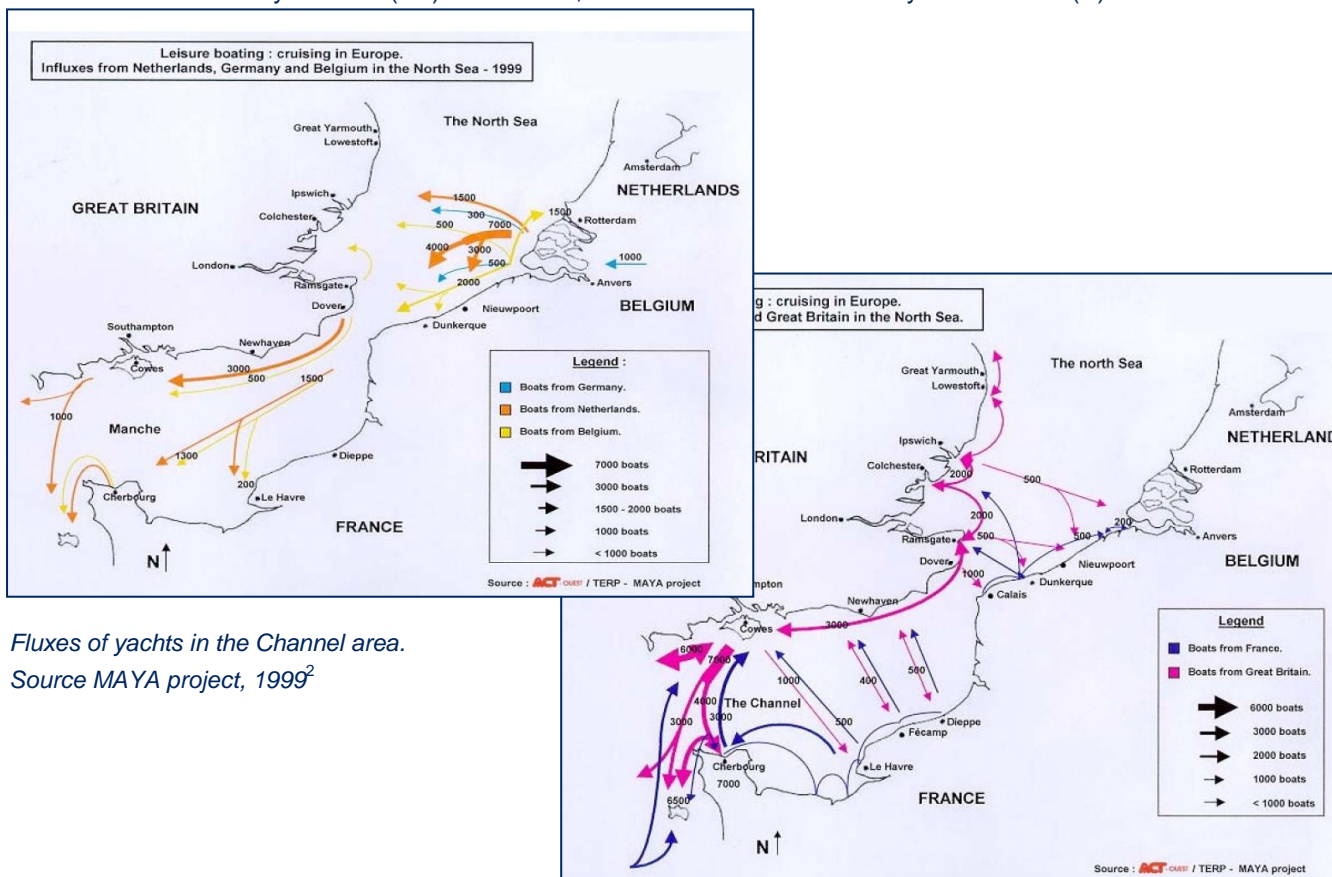 Leisure boating : cruising in Europe.
Influxes from Netherlands, Germany and Belgium in the North Sea - 1999
The North Sea
Great Yarmouth
Lowestoft
Amsterdam
NETHERLANDS
Ipswich
GREAT BRITAIN
Colchester
1500
300
7000
500
1500
Rotterdam
4000
3000
London
500
1000
2000
Anvers
Ramsgate
Dover
BELGIUM
Nieuwpoort
Dunkerque
Southampton
Newhaven
Cowes
3000
500
1500
1000
Manche
1300
Dieppe
200
Cherbourg
Le Havre
FRANCE
N
Legend :
Boats from Germany.
Boats from Netherlands.
Boats from Belgium.
7000 boats
3000 boats
1500 - 2000 boats
1000 boats
< 1000 boats
Source : ACT-OUEST / TERP - MAYA project
g : cruising in Europe.
d Great Britain in the North Sea.
The north Sea
Great Yarmouth
Lowestoft
Amsterdam
NETHERLAND
Ipswich
RITAIN
Colchester
2000
500
Rotterdam
London
2000
500
500
200
Ramsgate
Anvers
Dover
1000
Nieuwpoort
BELGIUM
Dunkerque
Calais
mpton
Newhaven
Cowes
3000
6000
7000
1000
400
500
4000
The Channel
3000
3000
500
Dieppe
Fécamp
Cherbourg
7000
Le Havre
6500
FRANCE
N
Legend
Boats from France.
Boats from Great Britain.
6000 boats
3000 boats
2000 boats
1000 boats
< 1000 boats
Source : ACT-OUEST / TERP - MAYA project
Fluxes of yachts in the Channel area.
Source MAYA project, 1999²